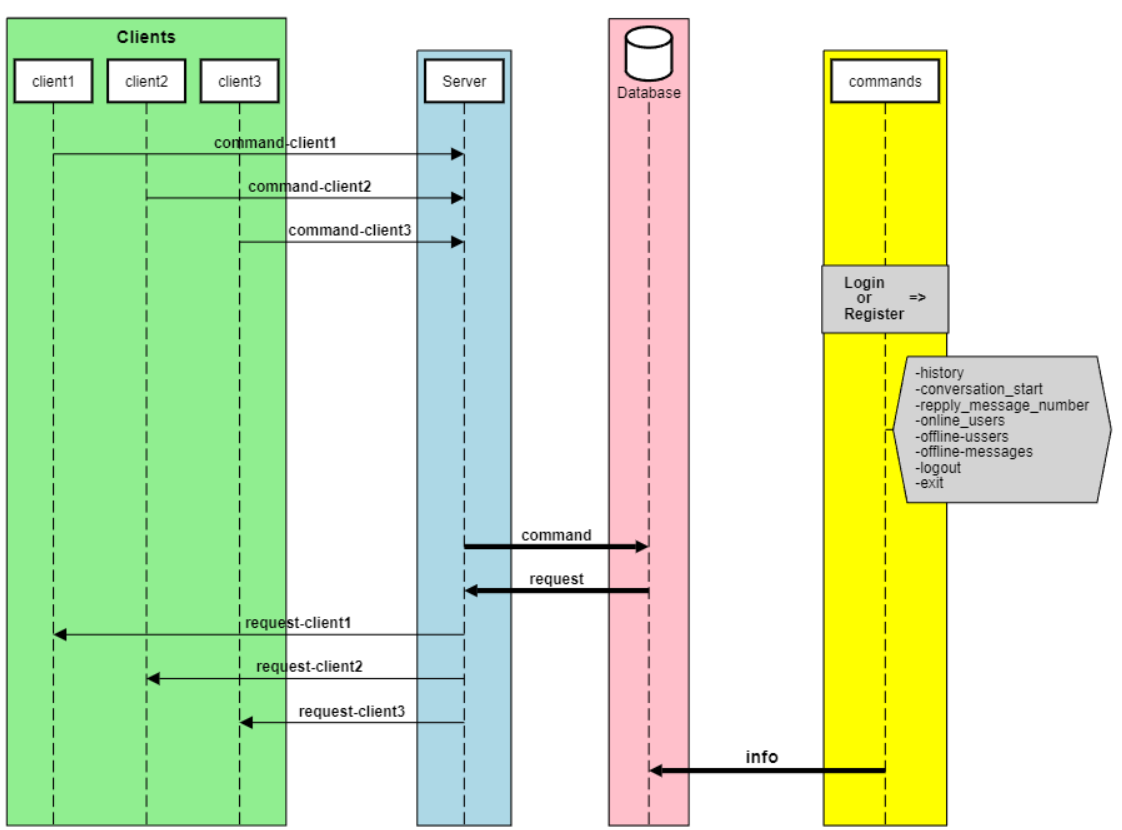 Clients
client1
client2
client3
Server
Database
commands
command-client1
command-client2
command-client3
Login
or =>
Register
-history
-conversation_start
-repply_message_number
-online_users
-offline-ussers
-offline-messages
-logout
-exit
command
request
request-client1
request-client2
request-client3
info